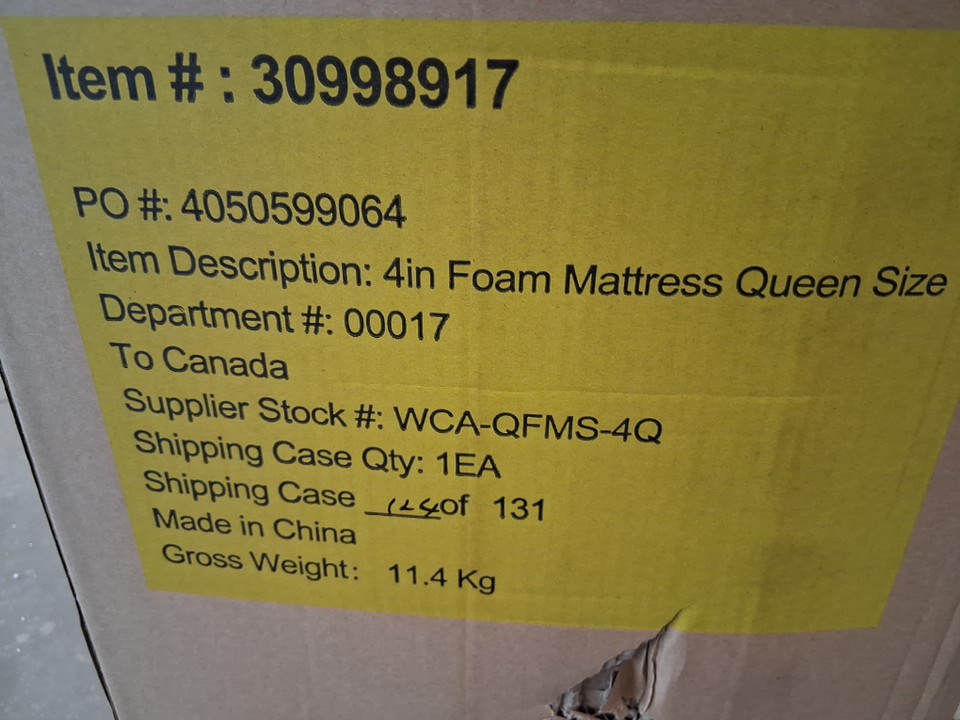 Item # : 30998917
PO #: 4050599064
Item Description: 4in Foam Mattress Queen Size
Department #: 00017
To Canada
Supplier Stock #: WCA-QFMS-4Q
Shipping Case Qty: 1EA
Shipping Case 124 of 131
Made in China
Gross Weight: 11.4 Kg